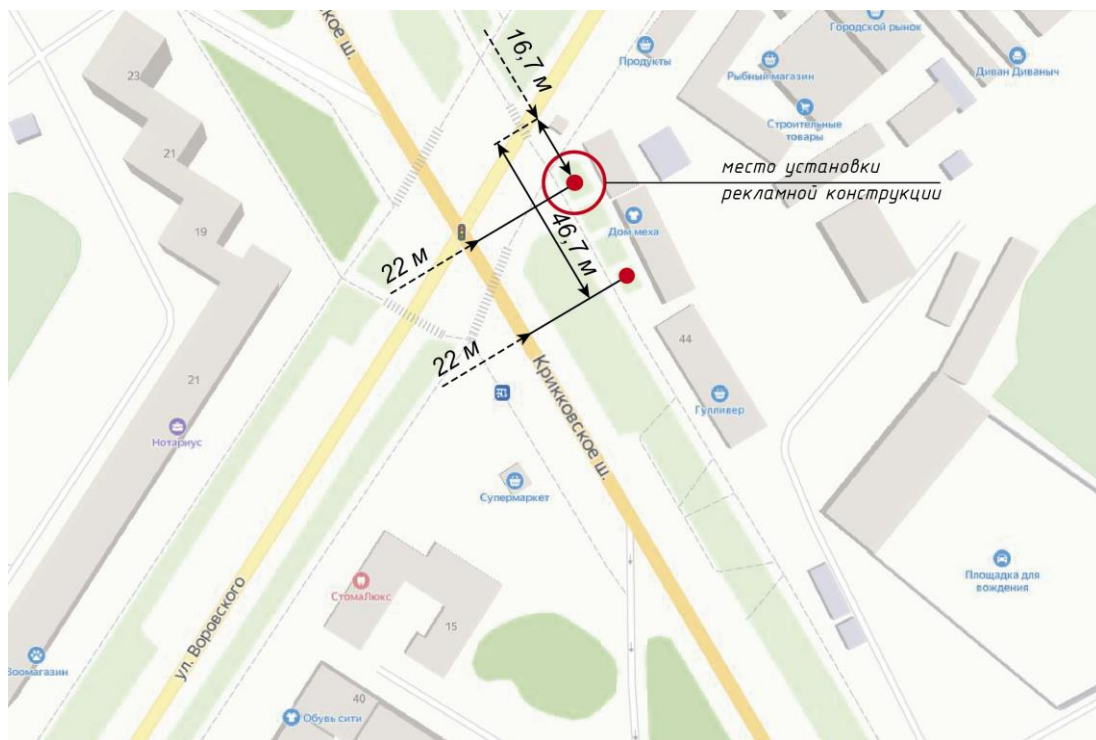 Городской рынок
ское ш.
23
16,7 м
Продукты
Рыбный магазин
Диван Диваныч
Строительные
товары
21
место установки
рекламной конструкции
19
Дом меха
46,7 м
22 м
44
22 м
21
Гулливер
Крикковское ш.
Нотариус
Супермаркет
Площадка для
вождения
СтомаЛюкс
ул. Воровского
15
Зоомагазин
40
Обувь сити